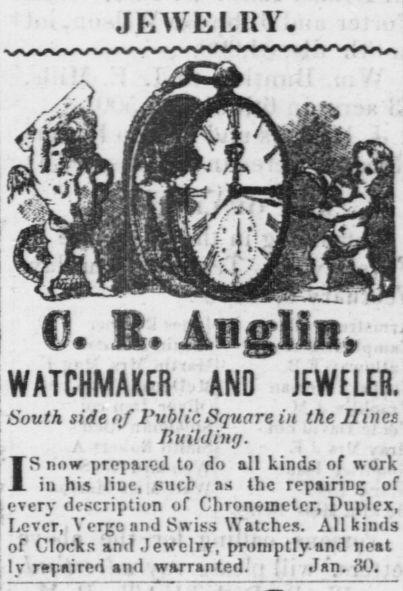 JEWELRY.
C. B. Anglin,
WATCHMAKER AND JEWELER.
South side of Public Square in the Hines
Building.
IS now prepared to do all kinds of work
in his line, such as the repairing of
every description of Chronometer, Duplex,
Lever, Verge and Swiss Watches. All kinds
of Clocks and Jewelry, promptly and neat
ly repaired and warranted. Jan. 30.